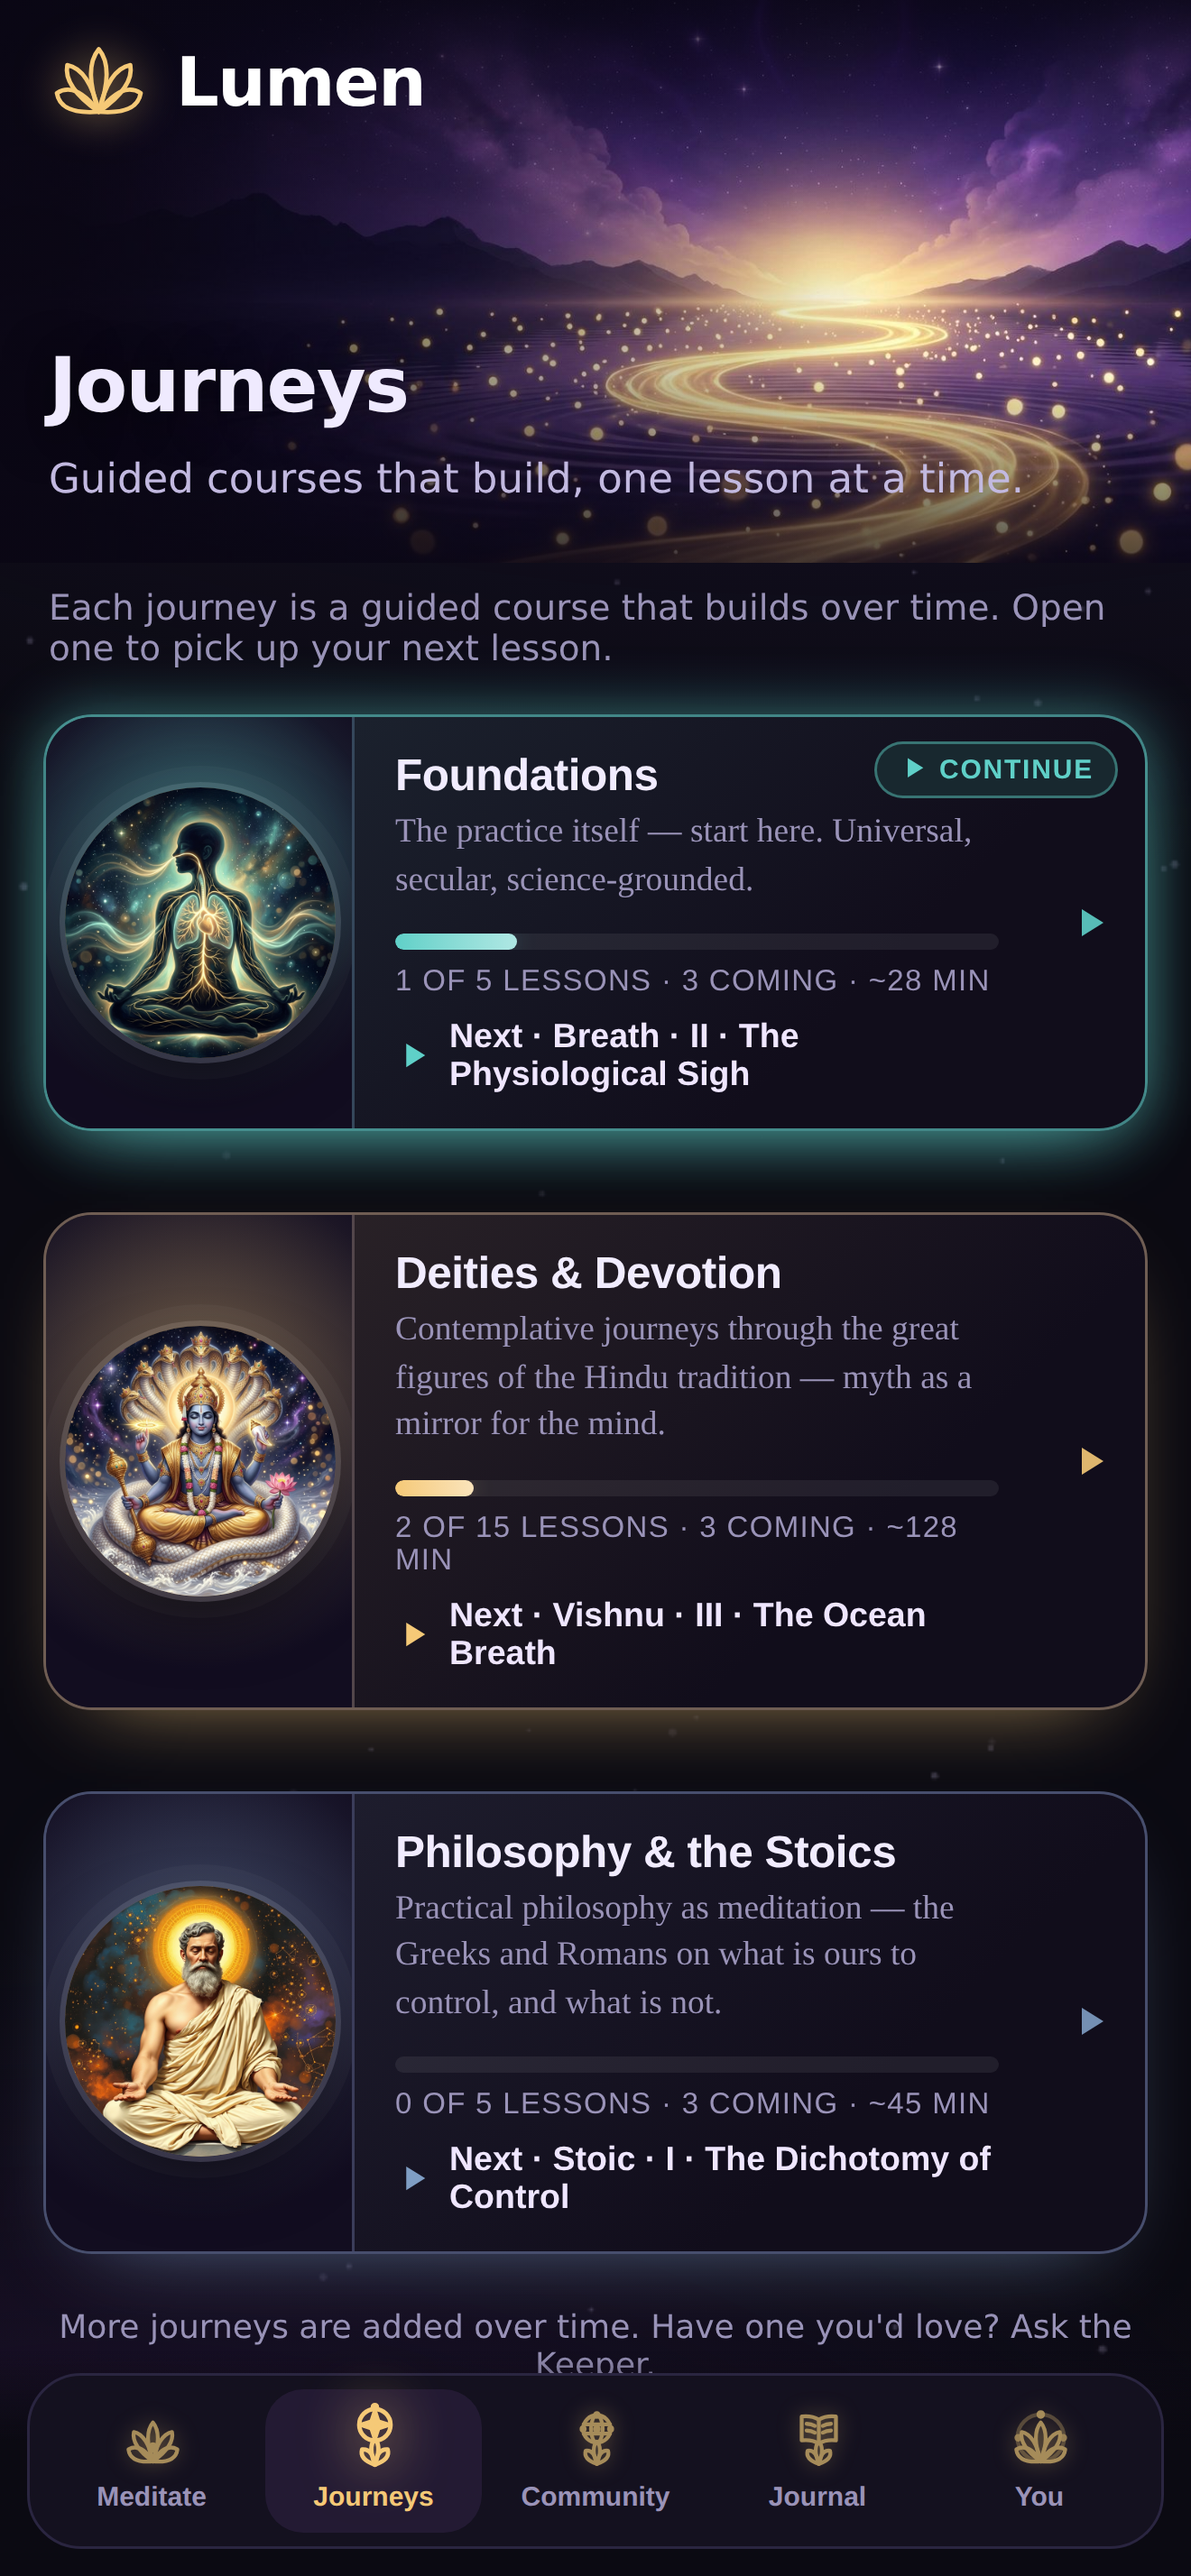 Lumen
Journeys
Guided courses that build, one lesson at a time.
Each journey is a guided course that builds over time. Open
one to pick up your next lesson.
Foundations
CONTINUE
The practice itself — start here. Universal,
secular, science-grounded.
1 OF 5 LESSONS · 3 COMING · ~28 MIN
Next · Breath · II · The
Physiological Sigh
Deities & Devotion
Contemplative journeys through the great
figures of the Hindu tradition — myth as a
mirror for the mind.
2 OF 15 LESSONS · 3 COMING · ~128
MIN
Next · Vishnu · III · The Ocean
Breath
Philosophy & the Stoics
Practical philosophy as meditation — the
Greeks and Romans on what is ours to
control, and what is not.
0 OF 5 LESSONS · 3 COMING · ~45 MIN
Next · Stoic · I · The Dichotomy of
Control
More journeys are added over time. Have one you'd love? Ask the
Keeper.
Meditate
Journeys
Community
Journal
You